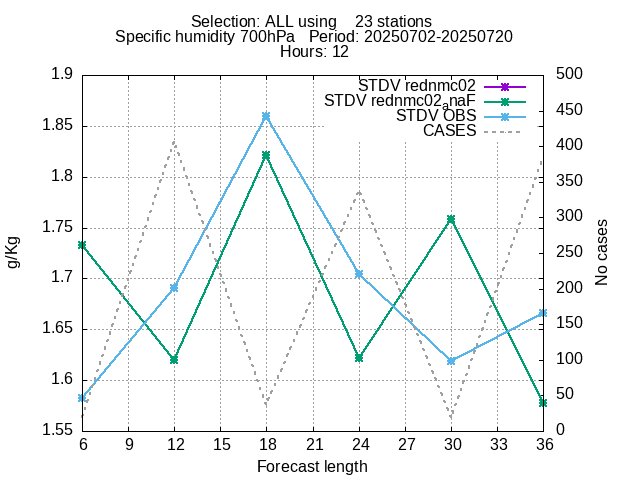 Selection: ALL using    23 stations
Specific humidity 700hPa   Period: 20250702-20250720
Hours: 12
STDV rednmc02
STDV rednmc02anaF
STDV OBS
CASES
1.9
1.85
1.8
1.75
1.7
1.65
1.6
1.55
g/Kg
500
450
400
350
300
250
200
150
100
50
0
No cases
6 9 12 15 18 21 24 27 30 33 36
Forecast length